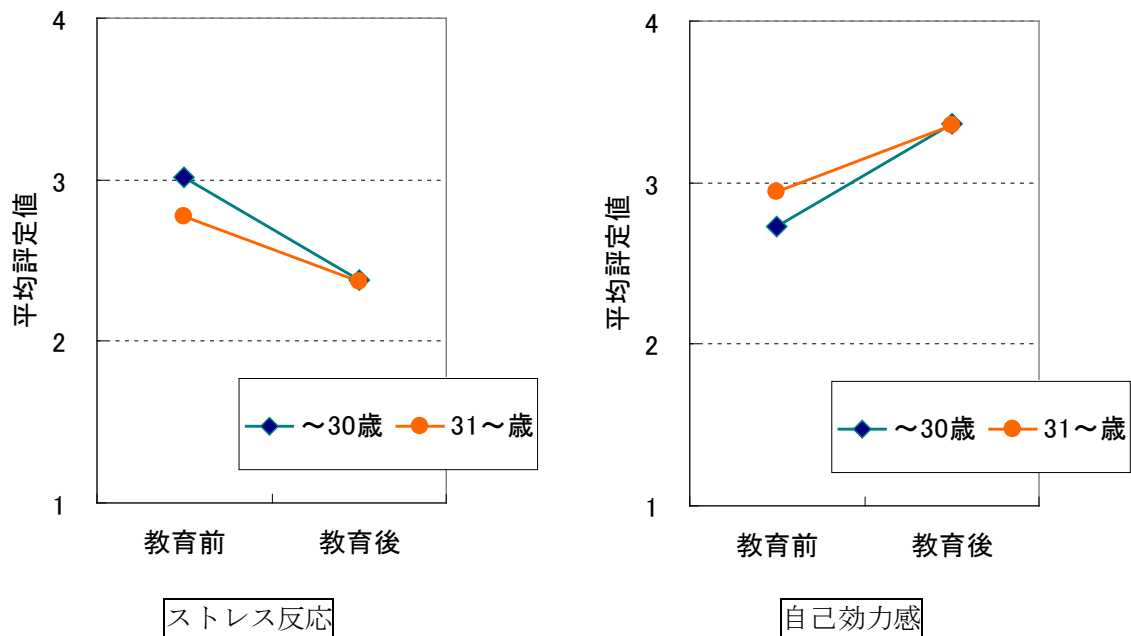 4
3
2
1
平均評定値
～30歳 31～歳
教育前 教育後
ストレス反応
4
3
2
1
平均評定値
～30歳 31～歳
教育前 教育後
自己効力感